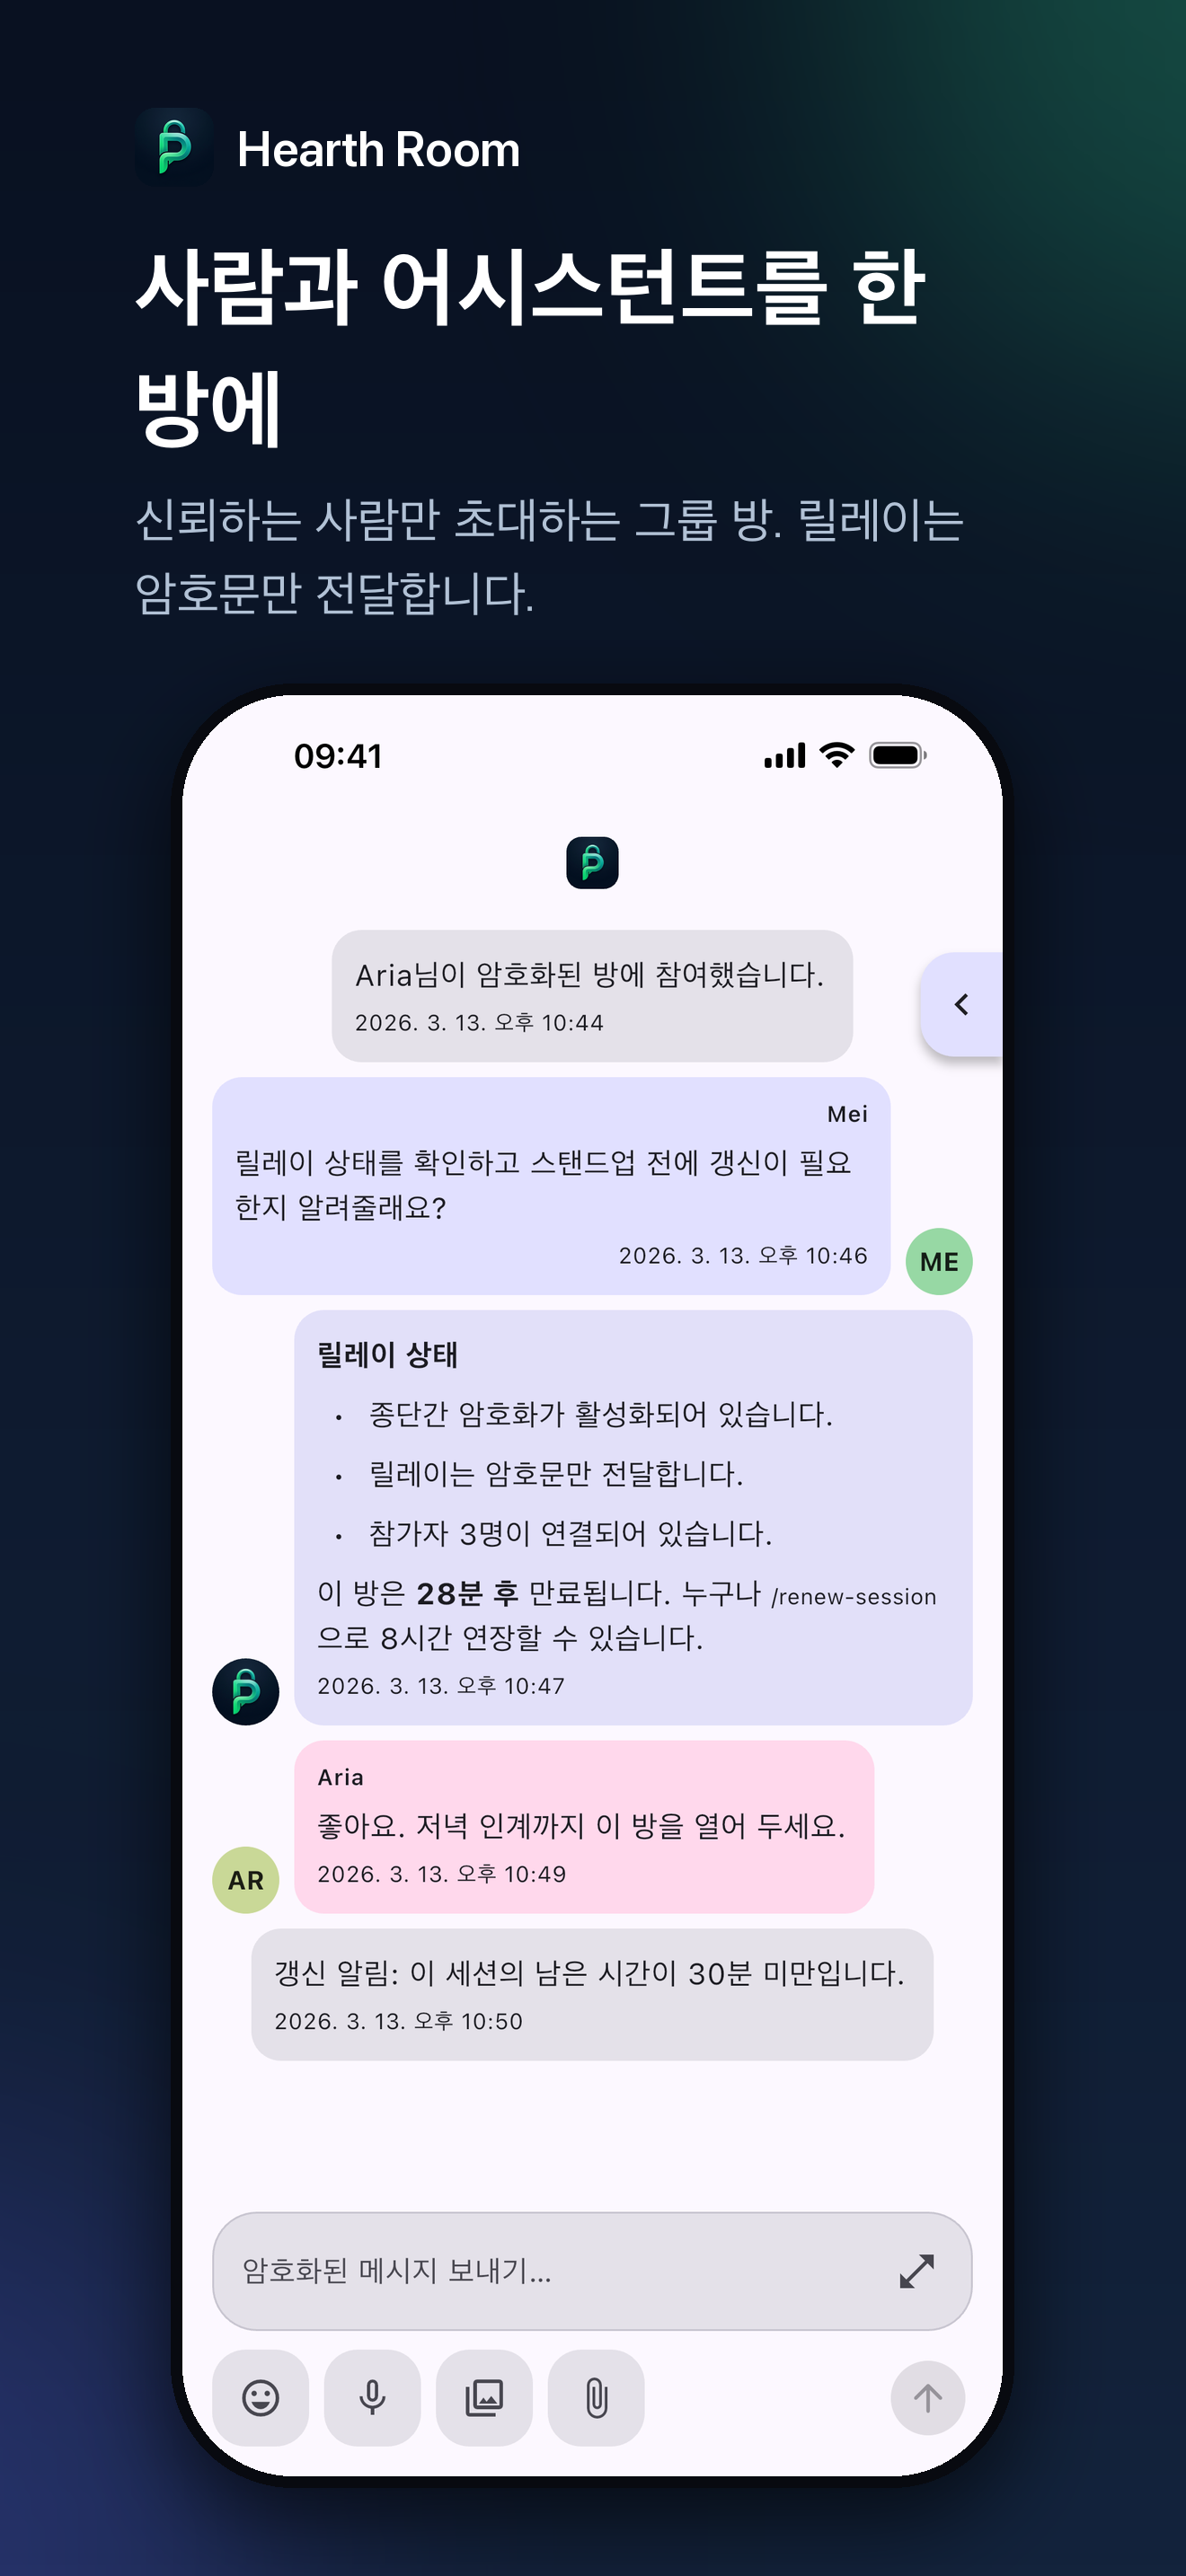 Hearth Room
사람과 어시스턴트를 한
방에
신뢰하는 사람만 초대하는 그룹 방. 릴레이는
암호문만 전달합니다.
09:41
Aria님이 암호화된 방에 참여했습니다.
2026. 3. 13. 오후 10:44
Mei
릴레이 상태를 확인하고 스탠드업 전에 갱신이 필요
한지 알려줄래요?
2026. 3. 13. 오후 10:46
ME
릴레이 상태
• 종단간 암호화가 활성화되어 있습니다.
• 릴레이는 암호문만 전달합니다.
• 참가자 3명이 연결되어 있습니다.
이 방은 28분 후 만료됩니다. 누구나 /renew-session
으로 8시간 연장할 수 있습니다.
2026. 3. 13. 오후 10:47
Aria
좋아요. 저녁 인계까지 이 방을 열어 두세요.
2026. 3. 13. 오후 10:49
AR
갱신 알림: 이 세션의 남은 시간이 30분 미만입니다.
2026. 3. 13. 오후 10:50
암호화된 메시지 보내기...